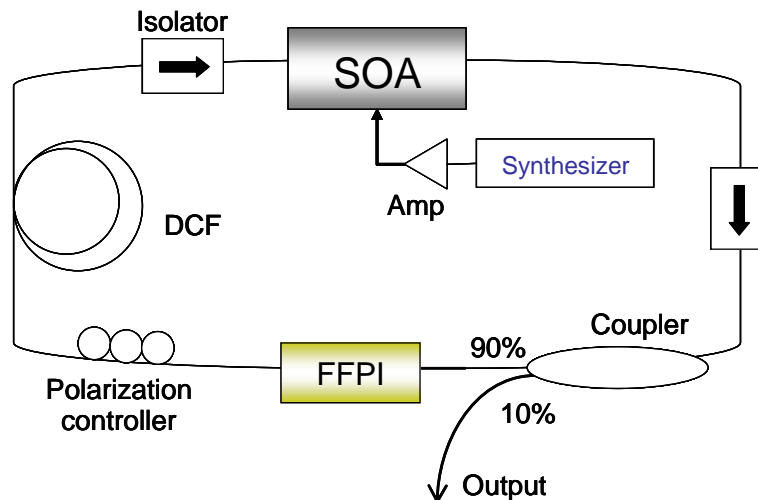 Isolator
SOA
Synthesizer
Amp
DCF
Coupler
90%
FFPI
10%
Polarization
controller
Output